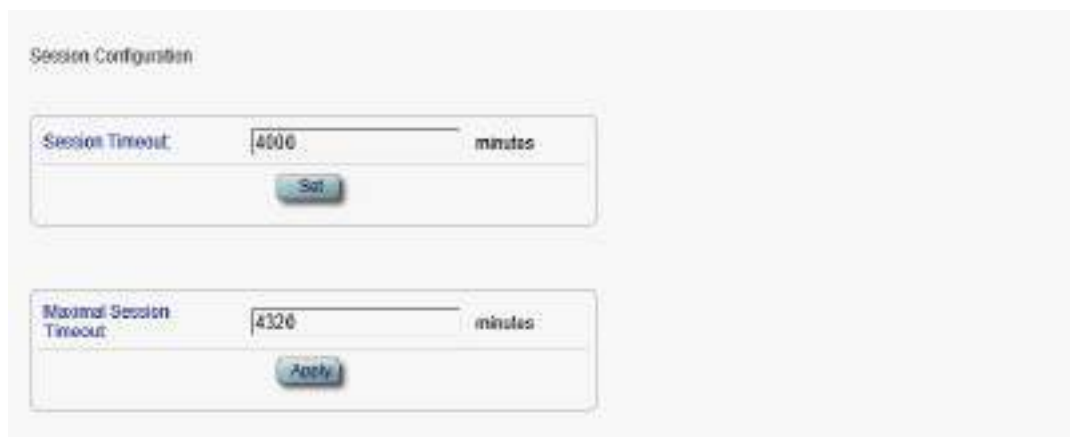 Session Configuration
Session Timeout: 4000 minutes
Set
Maximal Session
Timeout 4320 minutes
Apply